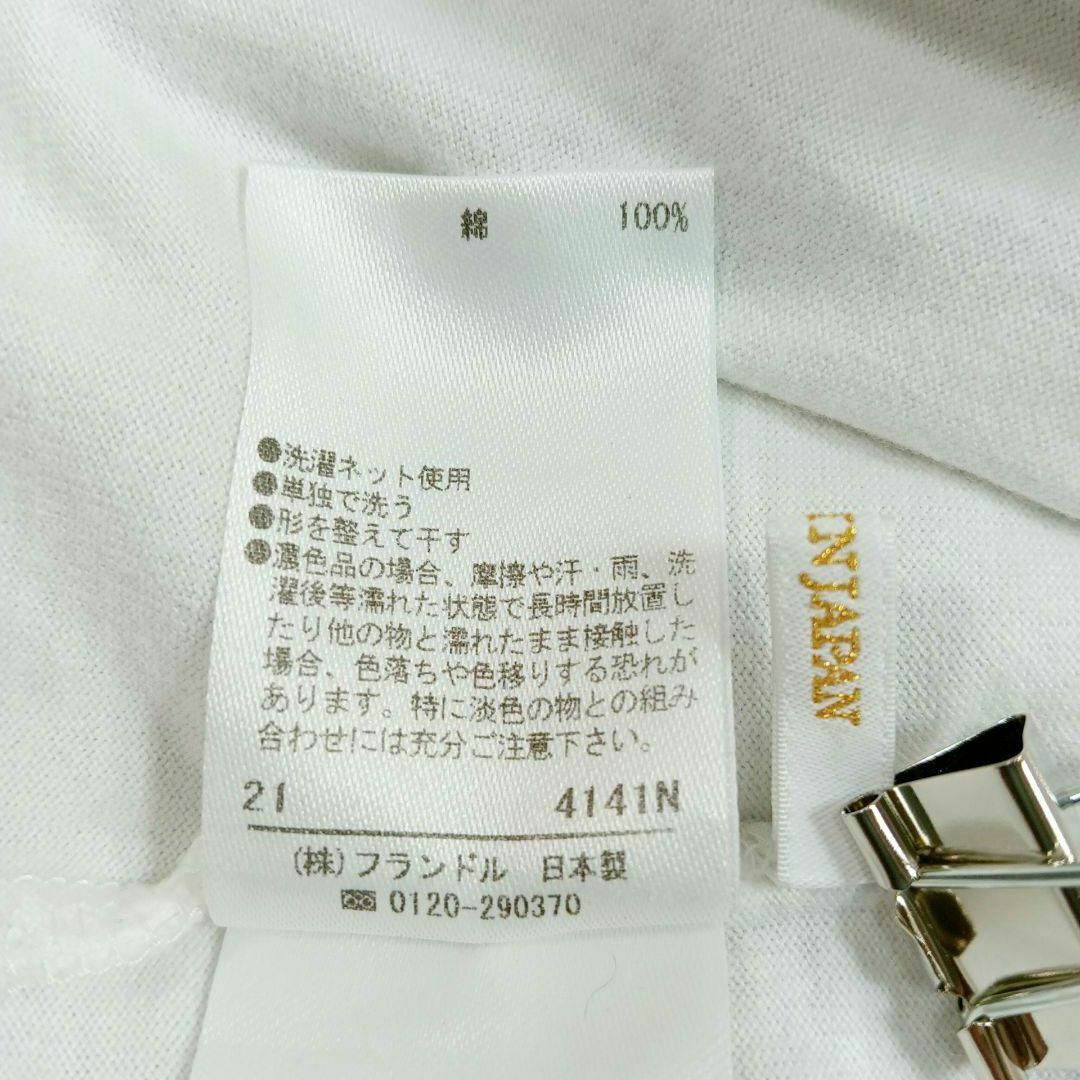 綿 100%
●洗濯ネット使用
●単独で洗う
●形を整えて干す
●濃色品の場合、摩擦や汗・雨、洗
濯後等濡れた状態で長時間放置し
たり他の物と濡れたまま接触した
場合、色落ちや色移りする恐れが
あります。特に淡色の物との組み
合わせには充分ご注意下さい。
21 4141N
(株)フランドル 日本製
0120-290370
EN JAPAN